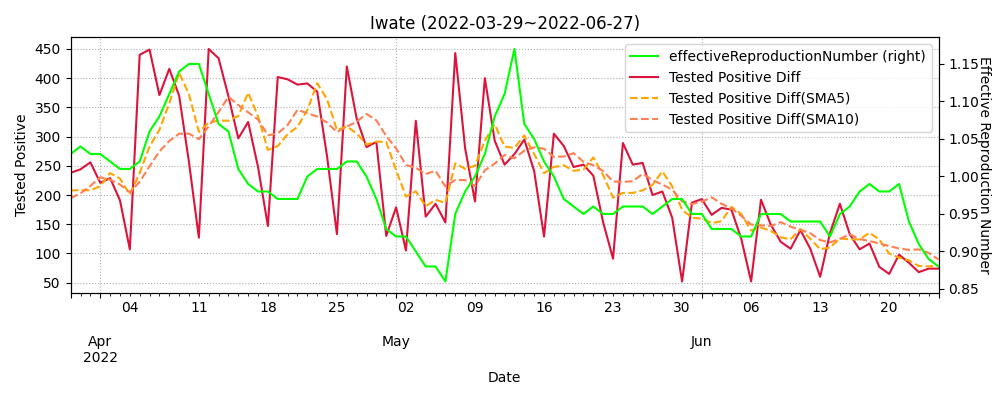 Iwate (2022-03-29~2022-06-27)
effectiveReproductionNumber (right)
Tested Positive Diff
Tested Positive Diff(SMA5)
Tested Positive Diff(SMA10)
Tested Positive
450
400
350
300
250
200
150
100
50
1.15
1.10
1.05
1.00
0.95
0.90
0.85
Effective Reproduction Number
04 11 18 25 02 09 16 23 30 06 13 20
Apr May Jun
2022
Date